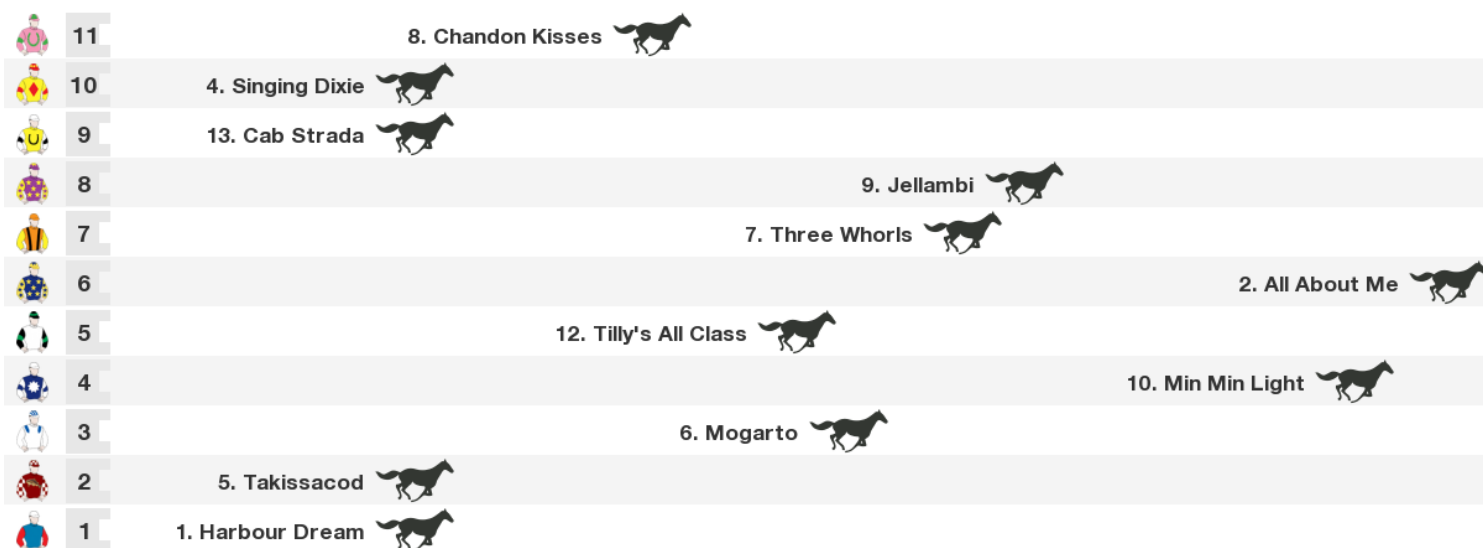 11 8. Chandon Kisses
10 4. Singing Dixie
9 13. Cab Strada
8 9. Jellambi
7 7. Three Whorls
6 2. All About Me
5 12. Tilly's All Class
4 10. Min Min Light
3 6. Mogarto
2 5. Takissacod
1 1. Harbour Dream